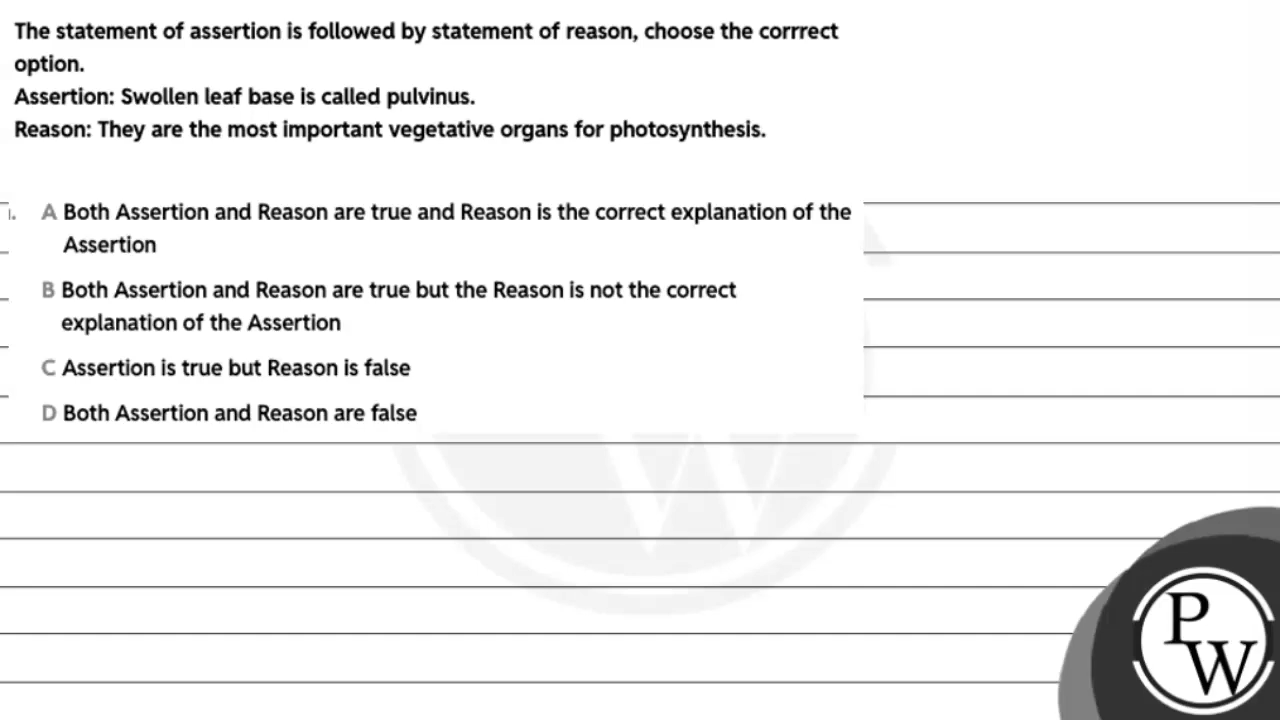 The statement of assertion is followed by statement of reason, choose the corrrect
option.
Assertion: Swollen leaf base is called pulvinus.
Reason: They are the most important vegetative organs for photosynthesis.
A Both Assertion and Reason are true and Reason is the correct explanation of the
Assertion
B Both Assertion and Reason are true but the Reason is not the correct
explanation of the Assertion
C Assertion is true but Reason is false
D Both Assertion and Reason are false
P
W